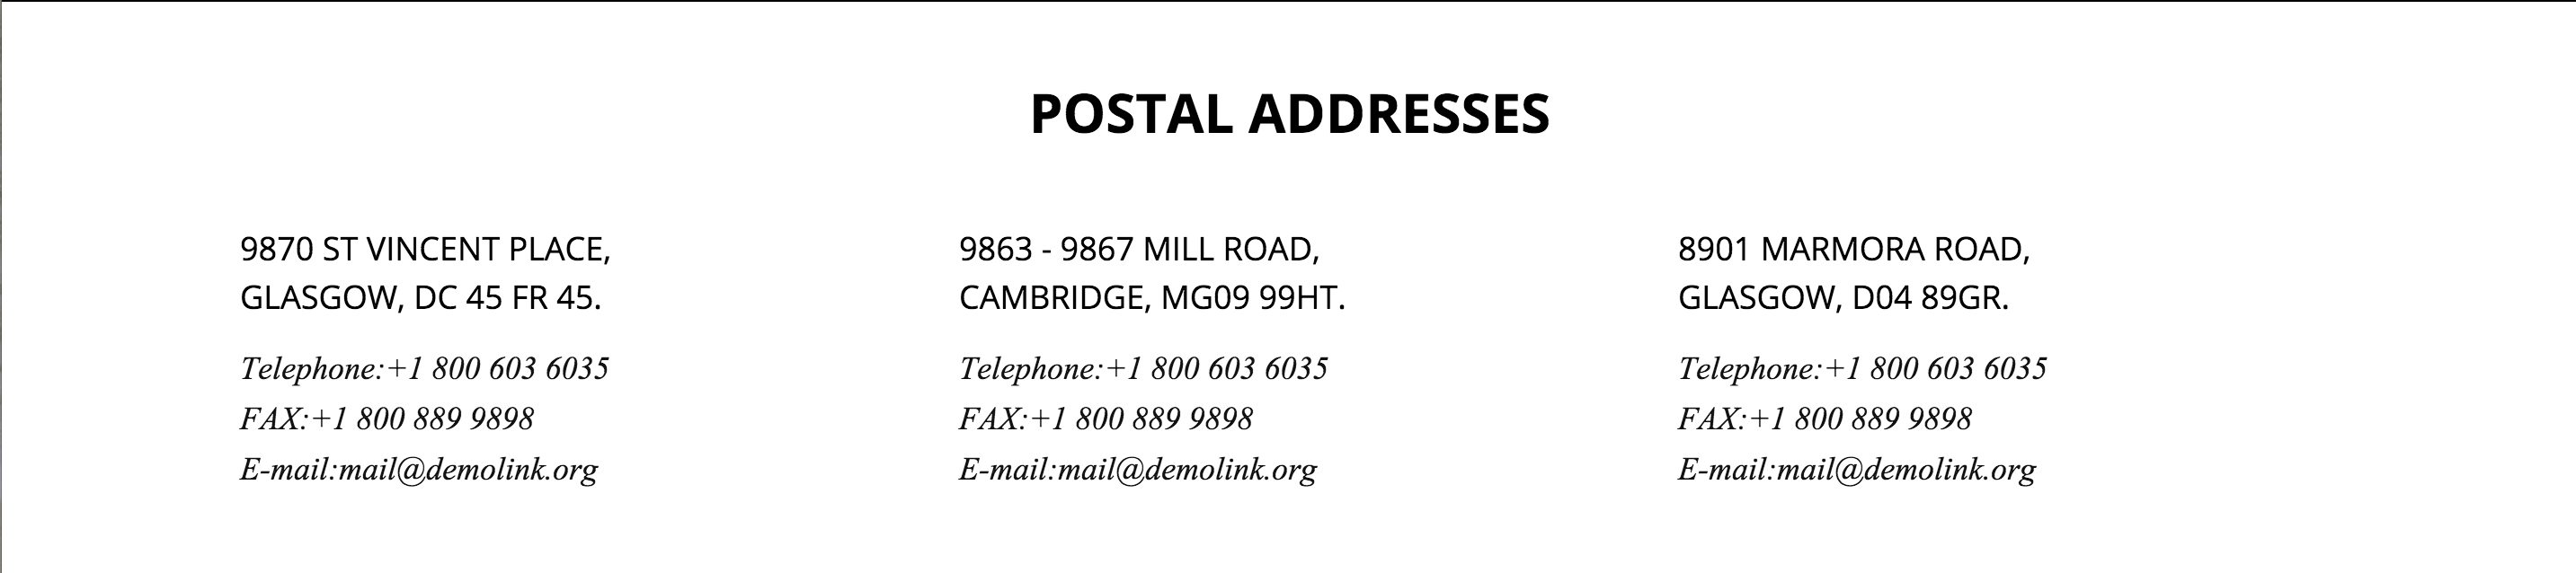 POSTAL ADDRESSES
9870 ST VINCENT PLACE,
GLASGOW, DC 45 FR 45.
Telephone:+1 800 603 6035
FAX:+1 800 889 9898
E-mail:mail@demolink.org
9863 - 9867 MILL ROAD,
CAMBRIDGE, MG09 99HT.
Telephone:+1 800 603 6035
FAX:+1 800 889 9898
E-mail:mail@demolink.org
8901 MARMORA ROAD,
GLASGOW, D04 89GR.
Telephone:+1 800 603 6035
FAX:+1 800 889 9898
E-mail:mail@demolink.org